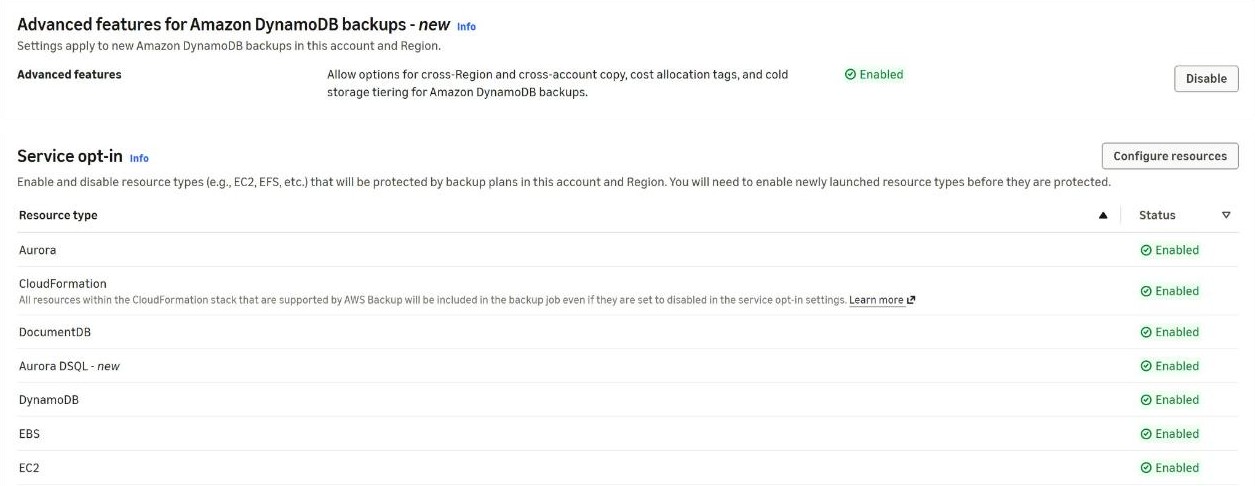 Advanced features for Amazon DynamoDB backups - new Info
Settings apply to new Amazon DynamoDB backups in this account and Region.
Advanced features
Allow options for cross-Region and cross-account copy, cost allocation tags, and cold
storage tiering for Amazon DynamoDB backups.
Enabled
Disable
Service opt-in Info
Configure resources
Enable and disable resource types (e.g., EC2, EFS, etc.) that will be protected by backup plans in this account and Region. You will need to enable newly launched resource types before they are protected.
Resource type Status
Aurora Enabled
CloudFormation
All resources within the CloudFormation stack that are supported by AWS Backup will be included in the backup job even if they are set to disabled in the service opt-in settings. Learn more
Enabled
DocumentDB Enabled
Aurora DSQL - new Enabled
DynamoDB Enabled
EBS Enabled
EC2 Enabled